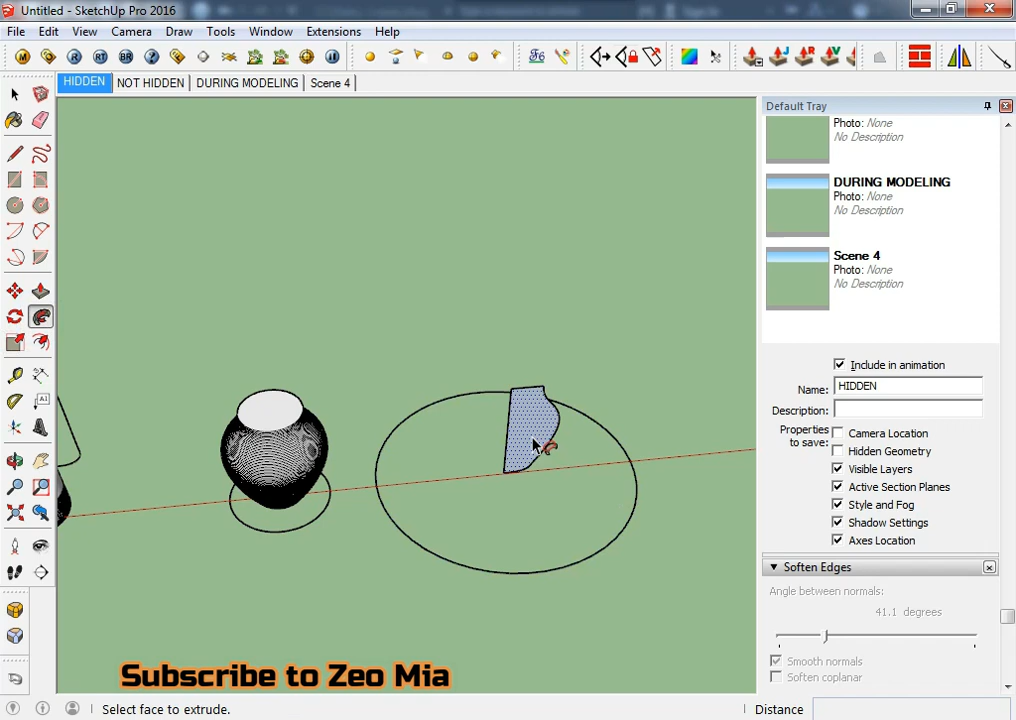 Untitled - SketchUp Pro 2016
File Edit View Camera Draw Tools Window Extensions Help
HIDDEN NOT HIDDEN DURING MODELING Scene 4
Default Tray
Photo: None
No Description
DURING MODELING
Photo: None
No Description
Scene 4
Photo: None
No Description
Include in animation
Name: HIDDEN
Description:
Properties to save:
Camera Location
Hidden Geometry
Visible Layers
Active Section Planes
Style and Fog
Shadow Settings
Axes Location
Soften Edges
Angle between normals:
41.1 degrees
Smooth normals
Soften coplanar
Subscribe to Zeo Mia
Select face to extrude.
Distance